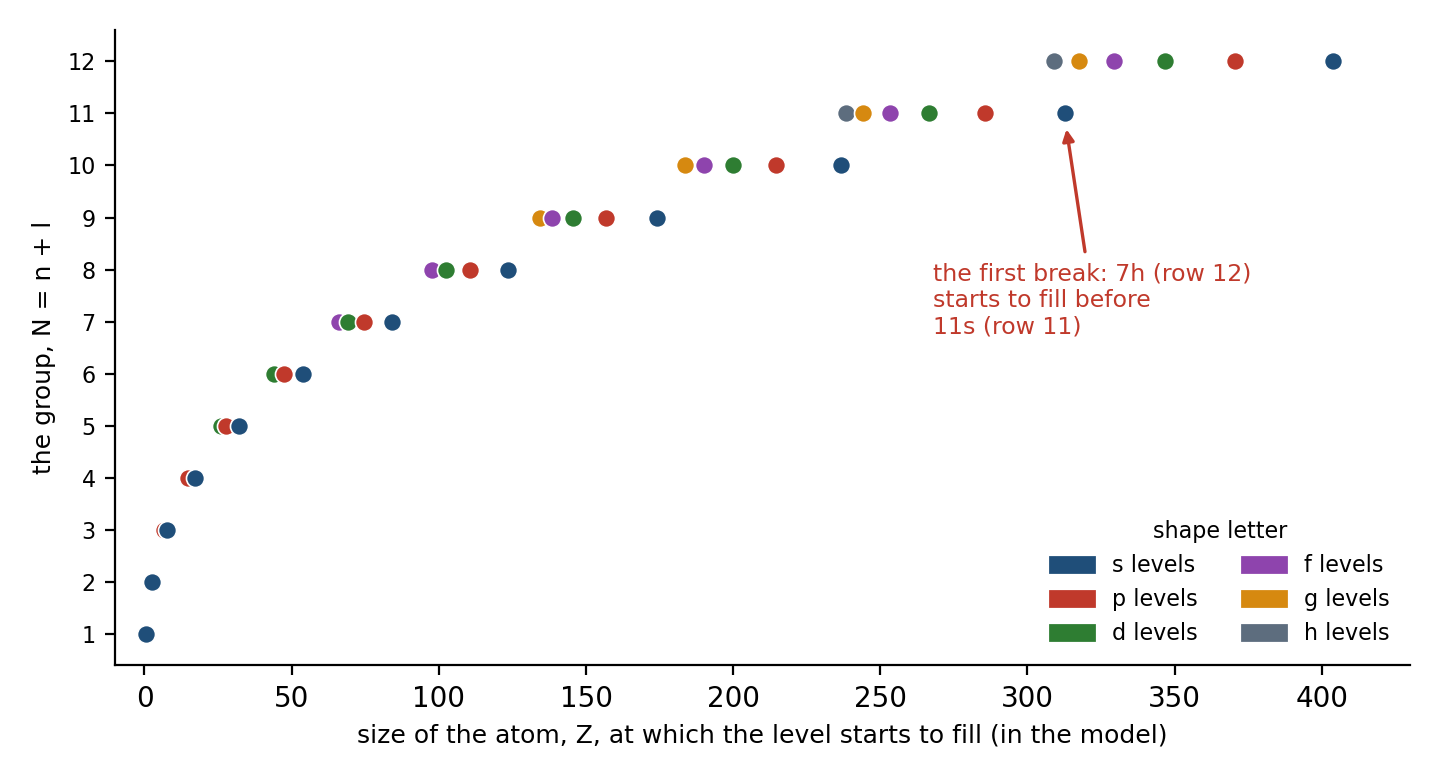 12
11
10
9
8
7
6
5
4
3
2
1
the group, N = n + l
the first break: 7h (row 12)
starts to fill before
11s (row 11)
shape letter
s levels
f levels
p levels
g levels
d levels
h levels
0 50 100 150 200 250 300 350 400
size of the atom, Z, at which the level starts to fill (in the model)